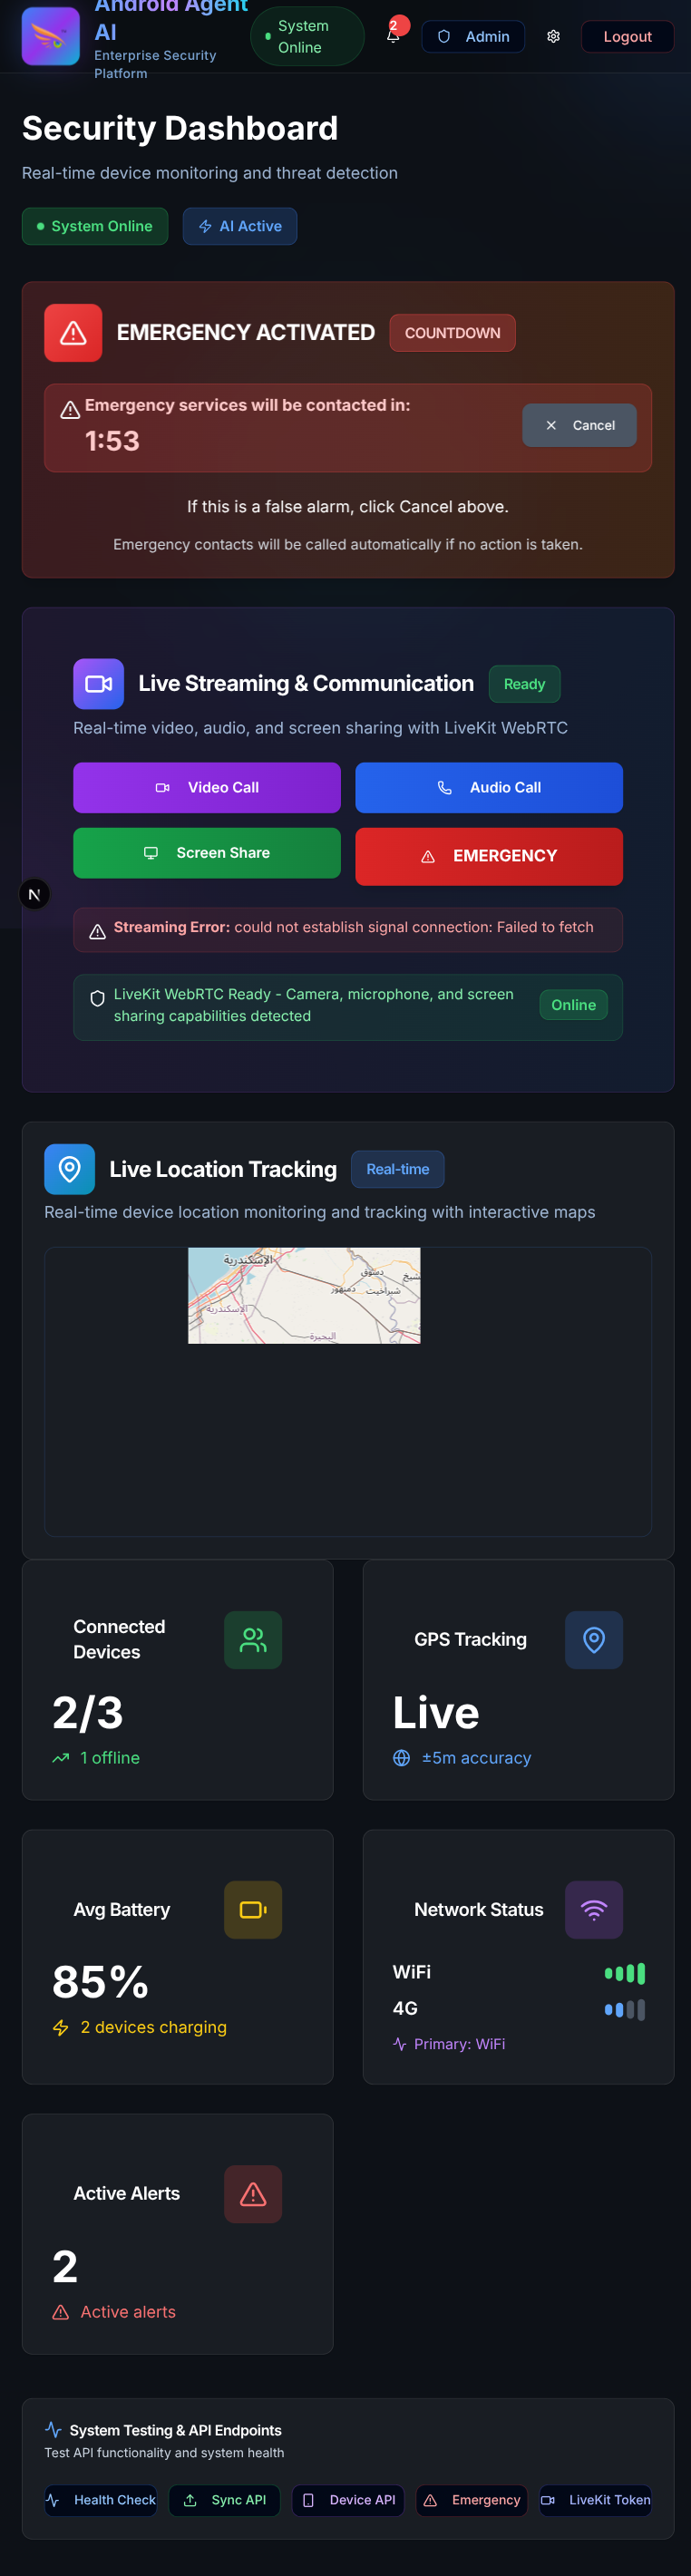 Android Agent
AI
Enterprise Security
Platform
System
Online
2
Admin
Logout
Security Dashboard
Real-time device monitoring and threat detection
System Online
AI Active
EMERGENCY ACTIVATED
COUNTDOWN
Emergency services will be contacted in:
1:53
Cancel
If this is a false alarm, click Cancel above.
Emergency contacts will be called automatically if no action is taken.
Live Streaming & Communication
Ready
Real-time video, audio, and screen sharing with LiveKit WebRTC
Video Call
Audio Call
Screen Share
EMERGENCY
N
Streaming Error: could not establish signal connection: Failed to fetch
LiveKit WebRTC Ready - Camera, microphone, and screen
sharing capabilities detected
Online
Live Location Tracking
Real-time
Real-time device location monitoring and tracking with interactive maps
الإسكندرية
دسوق
دمنهور
شبراخيت
الإسكندرية
البحيرة
Connected
Devices
2/3
1 offline
GPS Tracking
Live
±5m accuracy
Avg Battery
85%
2 devices charging
Network Status
WiFi
4G
Primary: WiFi
Active Alerts
2
Active alerts
System Testing & API Endpoints
Test API functionality and system health
Health Check
Sync API
Device API
Emergency
LiveKit Token